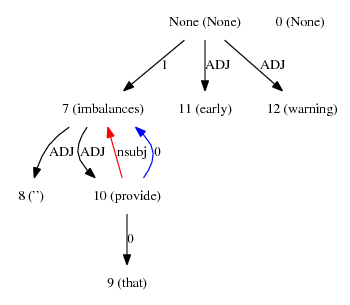 None (None) 0 (None)
1 ADJ ADJ
7 (imbalances) 11 (early) 12 (warning)
ADJ ADJ nsubj 0
8 (") 10 (provide)
0
9 (that)